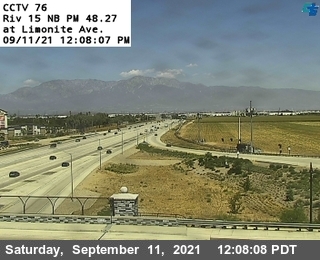 CCTV 76
Riv 15 NB PM 48.27
at Limonite Ave.
09/11/21 12:08:07 PM
Saturday, September 11, 2021 12:08:08 PDT